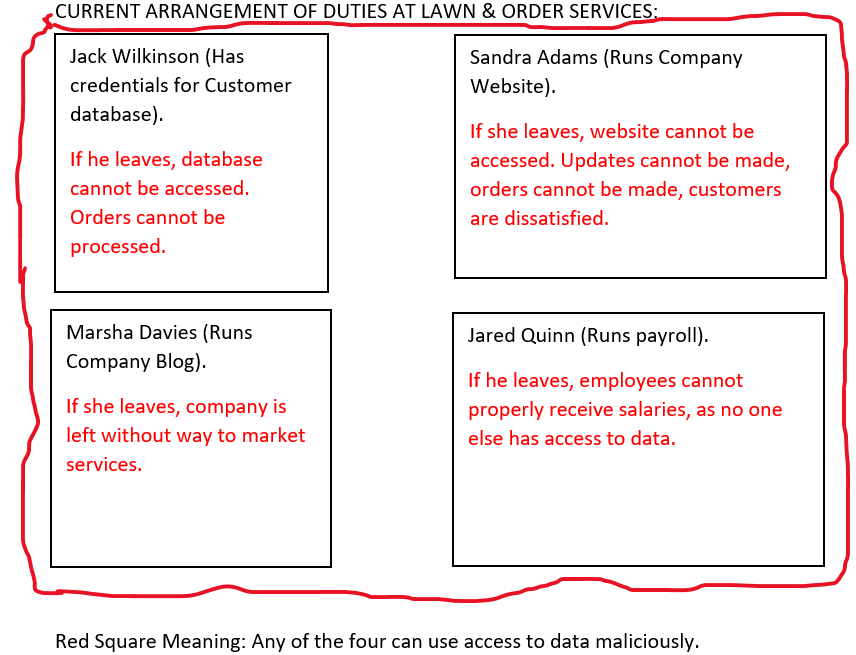 CURRENT ARRANGEMENT OF DUTIES AT LAWN & ORDER SERVICES:
Jack Wilkinson (Has
credentials for Customer
database).
If he leaves, database
cannot be accessed.
Orders cannot be
processed.
Sandra Adams (Runs Company
Website).
If she leaves, website cannot be
accessed. Updates cannot be made,
orders cannot be made, customers
are dissatisfied.
Marsha Davies (Runs
Company Blog).
If she leaves, company is
left without way to market
services.
Jared Quinn (Runs payroll).
If he leaves, employees cannot
properly receive salaries, as no one
else has access to data.
Red Square Meaning: Any of the four can use access to data maliciously.